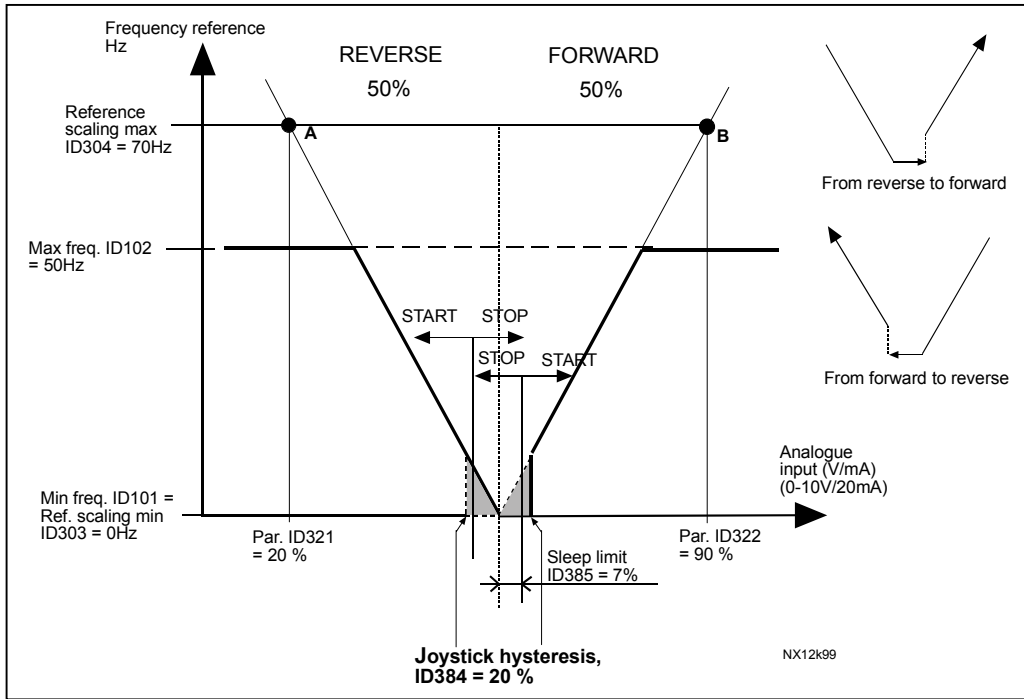 Frequency reference
Hz
REVERSE
50%
FORWARD
50%
Reference
scaling max
ID304 = 70Hz
A
B
From reverse to forward
Max freq. ID102
= 50Hz
START
STOP
STOP
START
From forward to reverse
Analogue
input (V/mA)
(0-10V/20mA)
Min freq. ID101 =
Ref. scaling min
ID303 = 0Hz
Par. ID321
= 20 %
Par. ID322
= 90 %
Sleep limit
ID385 = 7%
Joystick hysteresis,
ID384 = 20 %
NX12k99